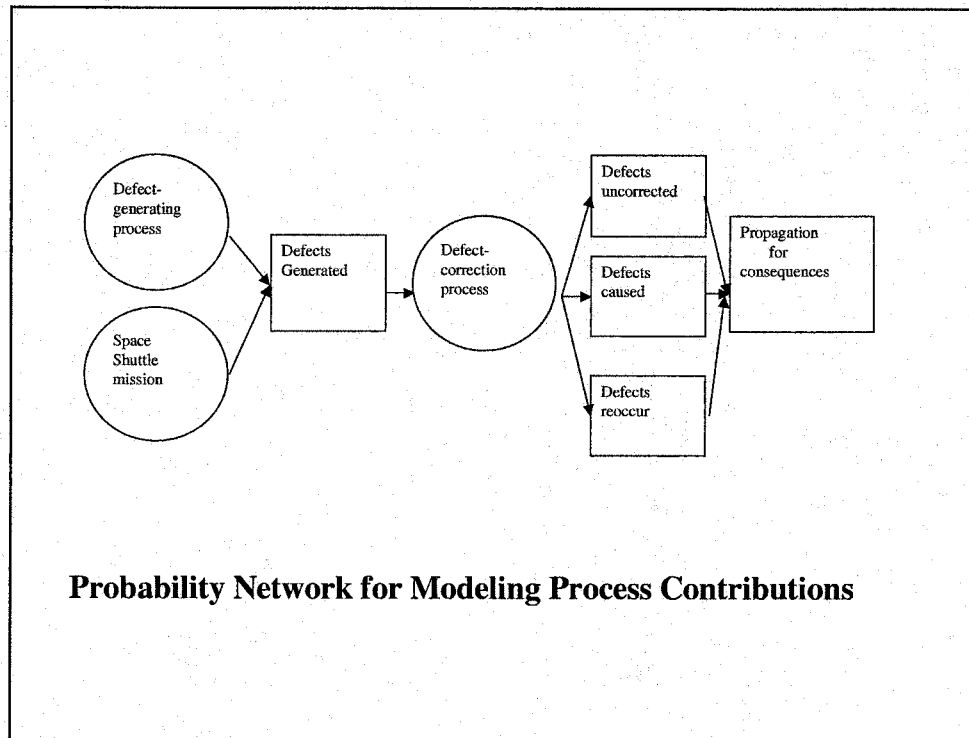 Defect-
generating
process
Space
Shuttle
mission
Defects
Generated
Defect-
correction
process
Defects
uncorrected
Defects
caused
Defects
reoccur
Propagation
for
consequences
Probability Network for Modeling Process Contributions